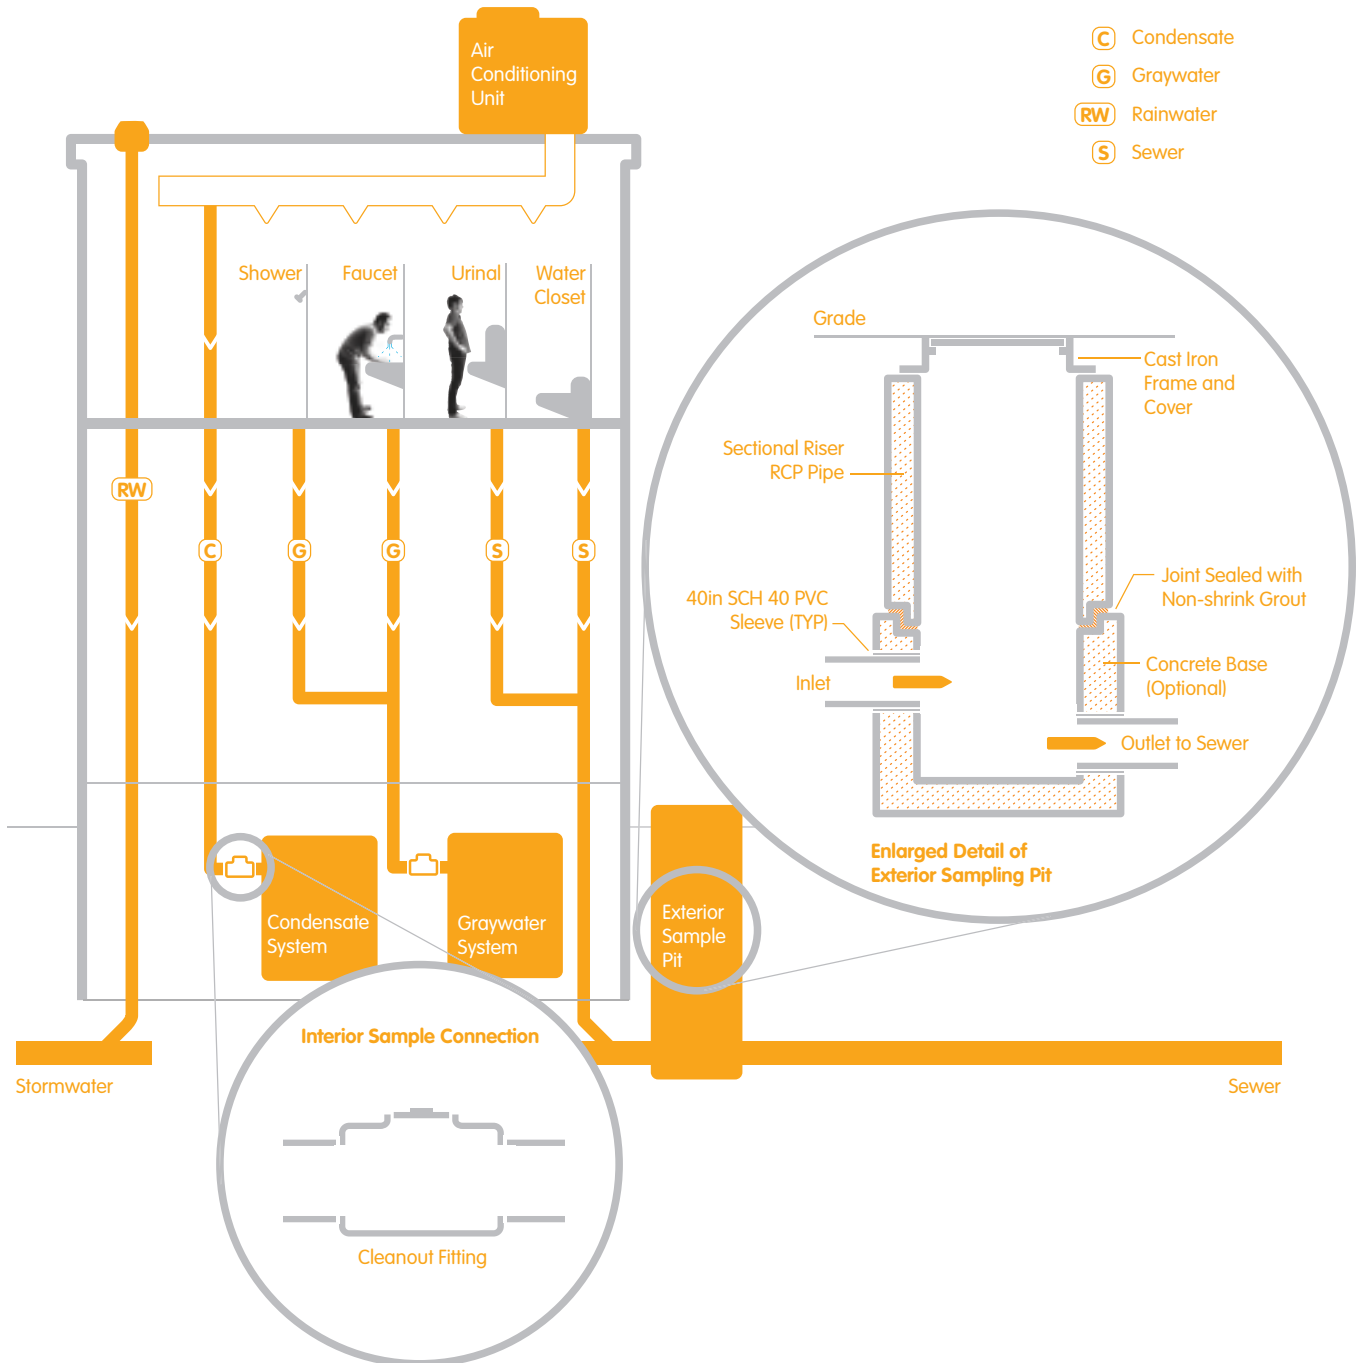 Air
Conditioning
Unit
C Condensate
G Graywater
RW Rainwater
S Sewer
Shower
Faucet
Urinal
Water
Closet
RW
C
G
G
S
S
Grade
Cast Iron
Frame and
Cover
Sectional Riser
RCP Pipe
Joint Sealed with
Non-shrink Grout
40in SCH 40 PVC
Sleeve (TYP)
Concrete Base
(Optional)
Inlet
Outlet to Sewer
Enlarged Detail of
Exterior Sampling Pit
Condensate
System
Graywater
System
Exterior
Sample
Pit
Interior Sample Connection
Stormwater
Sewer
Cleanout Fitting